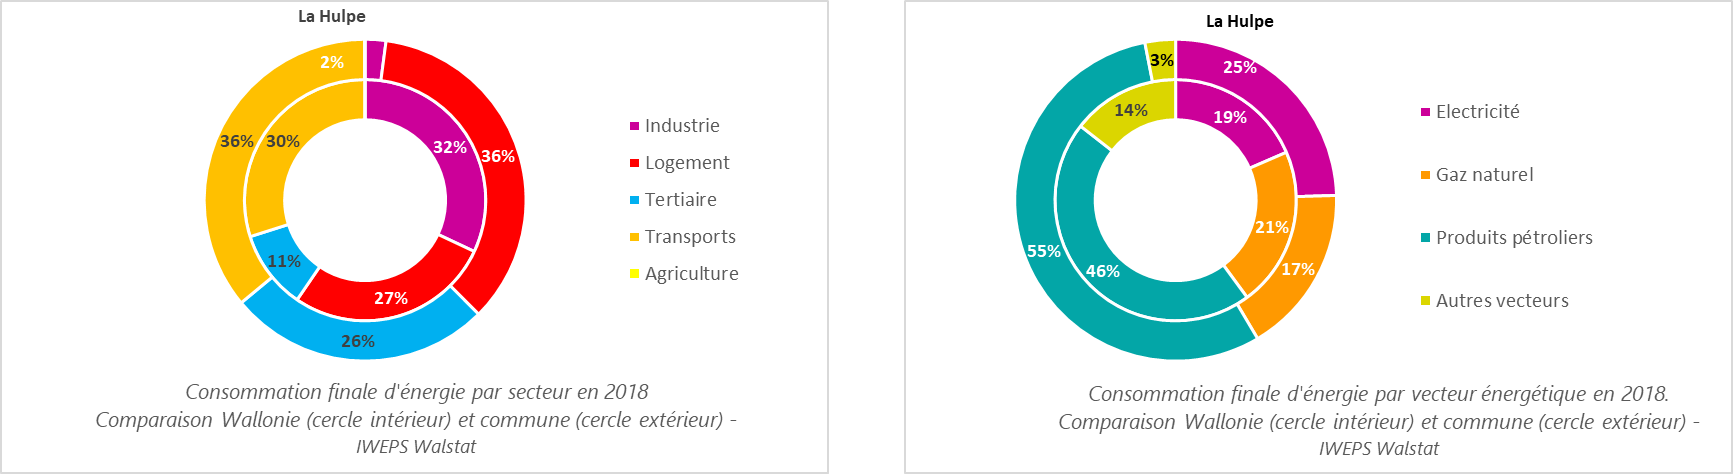 La Hulpe
2%
36%
30%
32%
36%
11%
27%
26%
Industrie
Logement
Tertiaire
Transports
Agriculture
Consommation finale d'énergie par secteur en 2018
Comparaison Wallonie (cercle intérieur) et commune (cercle extérieur) -
IWEPS Walstat
La Hulpe
3%
25%
14%
19%
21%
17%
55%
46%
Electricité
Gaz naturel
Produits pétroliers
Autres vecteurs
Consommation finale d'énergie par vecteur énergétique en 2018.
Comparaison Wallonie (cercle intérieur) et commune (cercle extérieur) -
IWEPS Walstat